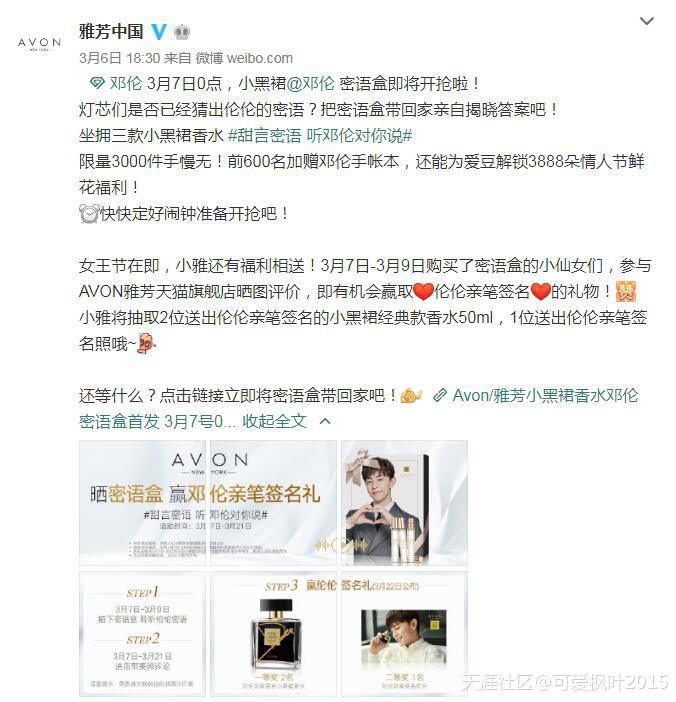 AVON
NEW YORK
雅芳中国
3月6日 18:30 来自 微博 weibo.com
邓伦 3月7日0点，小黑裙@邓伦 密语盒即将开抢啦！
灯芯们是否已经猜出伦伦的密语？把密语盒带回家亲自揭晓答案吧！
坐拥三款小黑裙香水 #甜言密语 听邓伦对你说#
限量3000件手慢无！前600名加赠邓伦手帐本，还能为爱豆解锁3888朵情人节鲜
花福利！
快快定好闹钟准备开抢吧！
女王节在即，小雅还有福利相送！3月7日-3月9日购买了密语盒的小仙女们，参与
AVON雅芳天猫旗舰店晒图评价，即有机会赢取伦伦亲笔签名的礼物！赞
小雅将抽取2位送出伦伦亲笔签名的小黑裙经典款香水50ml，1位送出伦伦亲笔签
名照哦~
还等什么？点击链接立即将密语盒带回家吧！ Avon/雅芳小黑裙香水邓伦
密语盒首发 3月7号0... 收起全文
AVON
NEW YORK
晒密语盒 赢邓伦亲笔签名礼
#甜言密语 听邓伦对你说#
活动时间：3月7日-3月21日
STEP1
3月7日-3月9日
拍下密语盒 聆听伦伦密语
STEP2
3月7日-3月21日
进店带美照评论
STEP3 赢伦伦签名礼(3月22日公布)
一等奖 2名
AVON
二等奖 1名
天涯社区@可爱枫叶2015